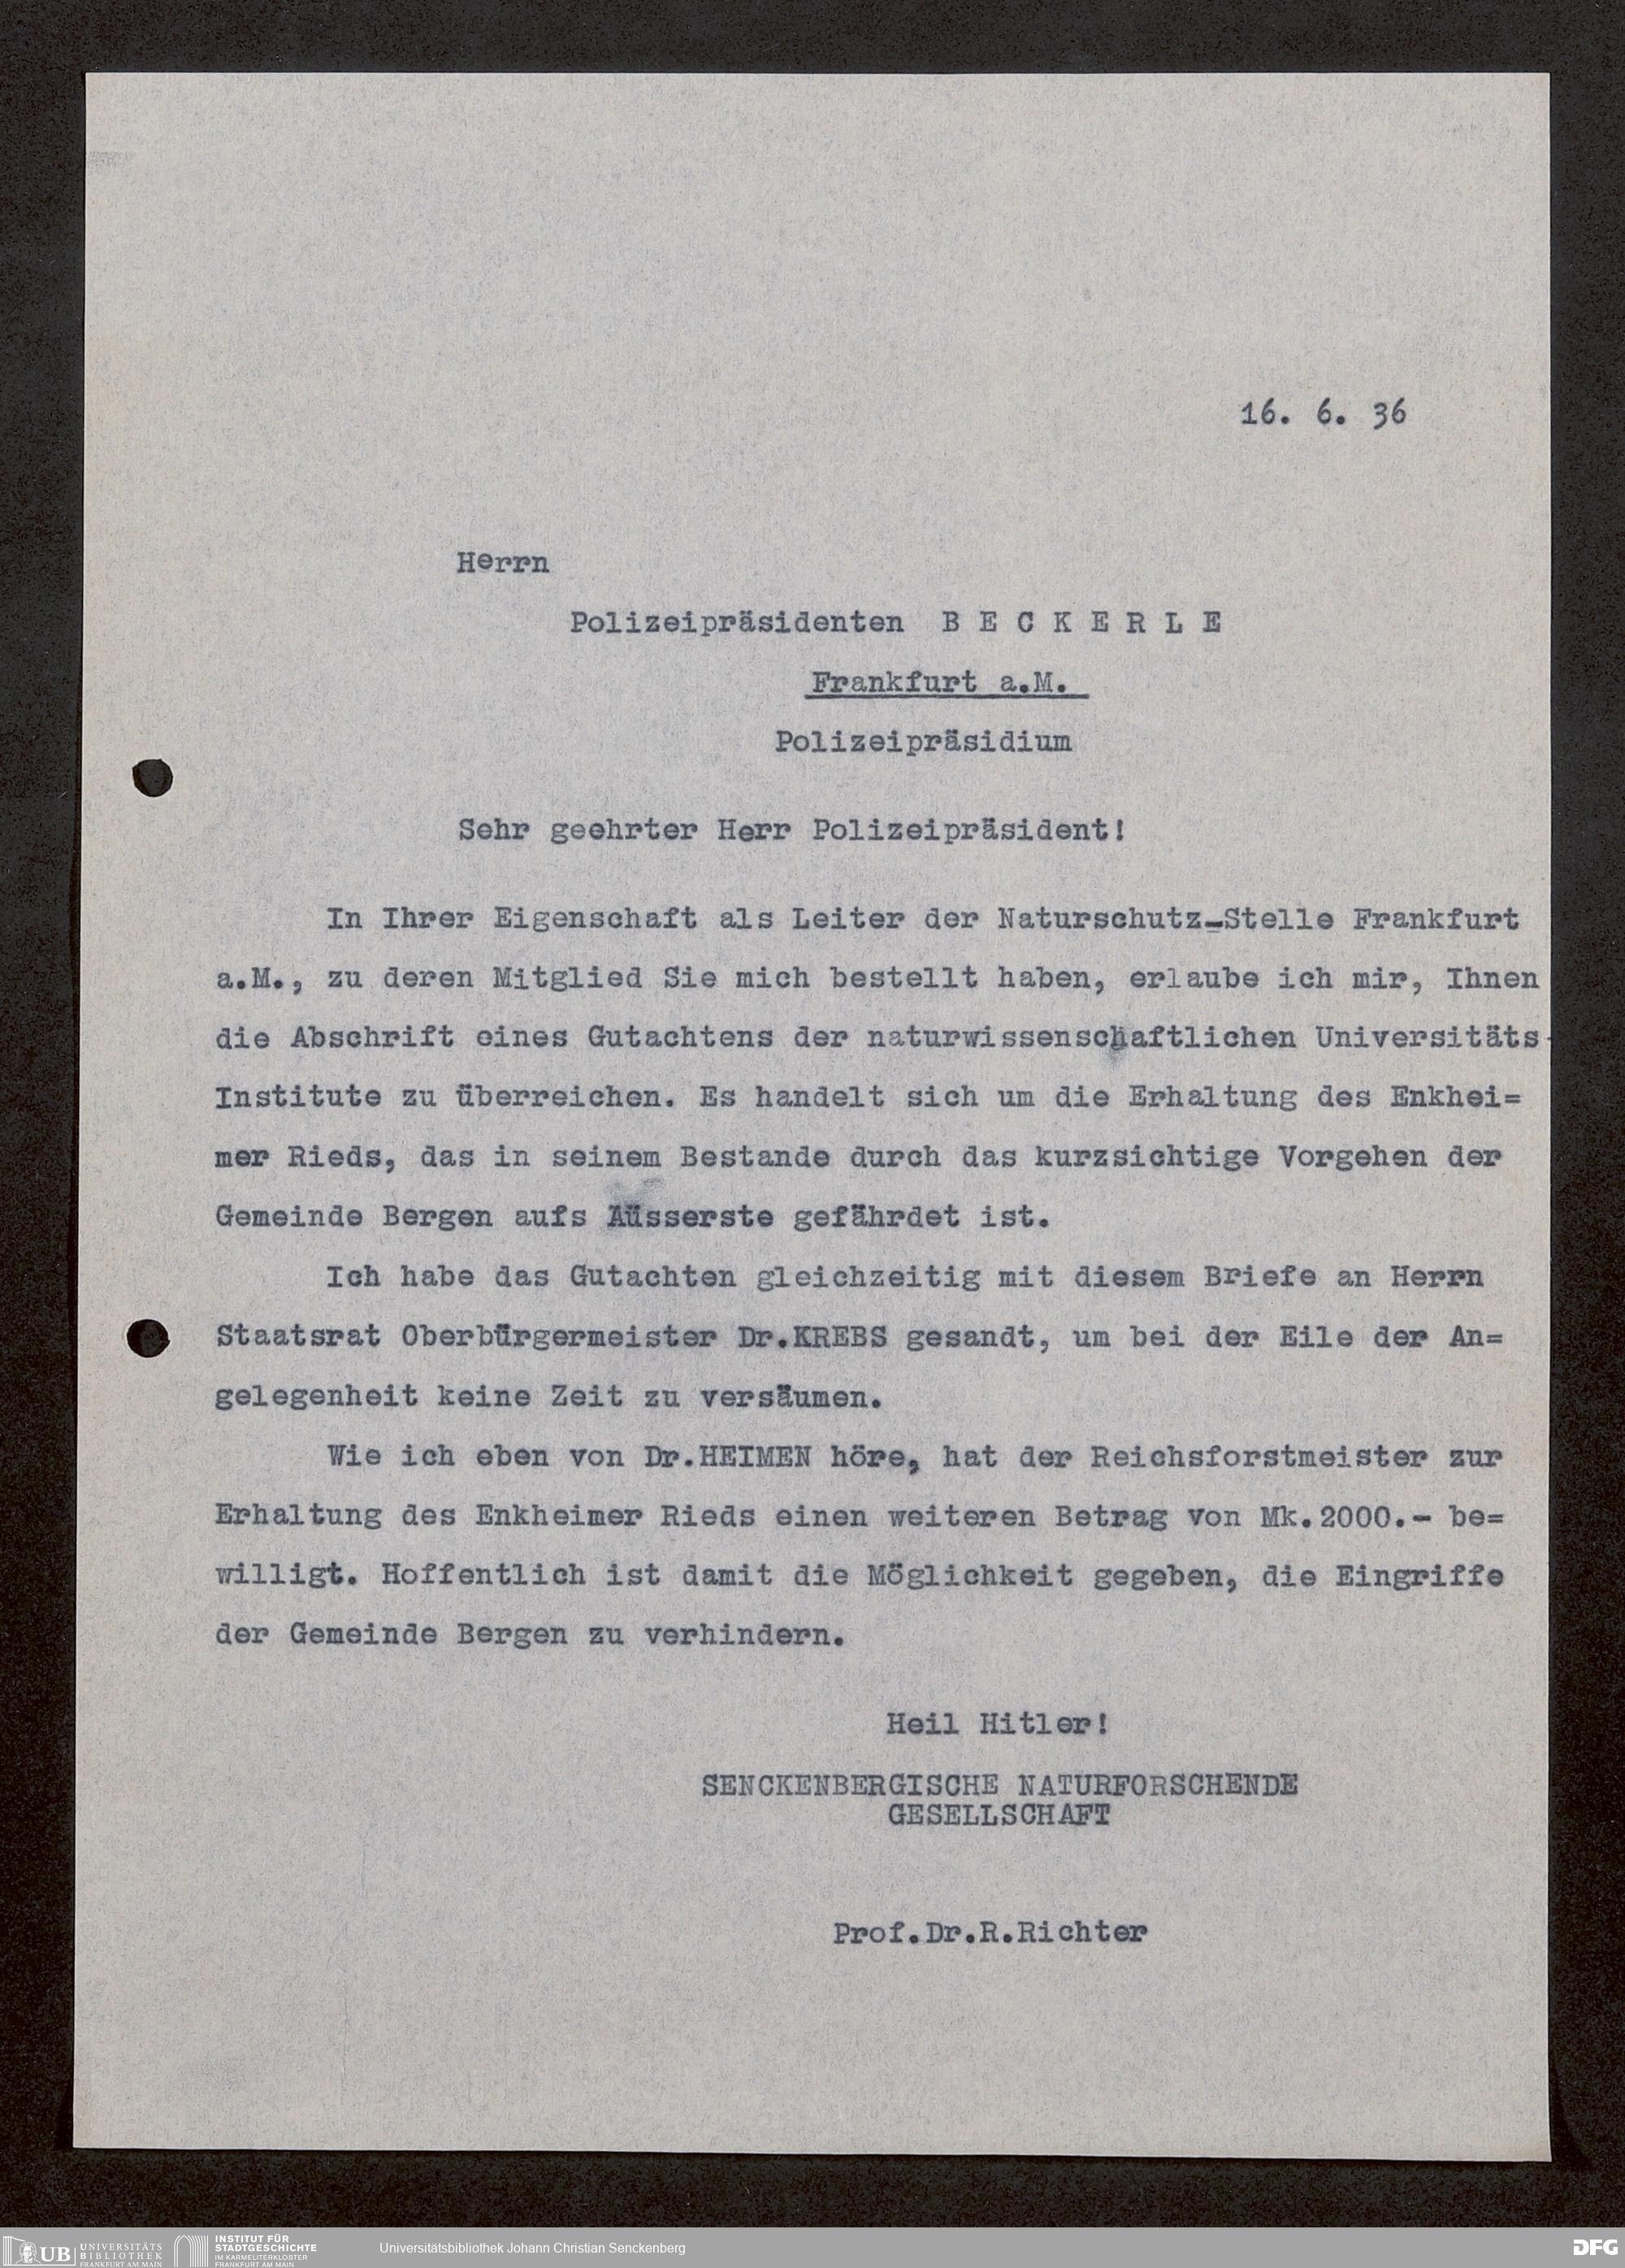 16. 6. 36
Herrn
Polizeipräsidenten B E C K E R L E
Frankfurt a.M.
Polizeipräsidium
Sehr geehrter Herr Polizeipräsident!
In Ihrer Eigenschaft als Leiter der Naturschutz-Stelle Frankfurt
a.M., zu deren Mitglied Sie mich bestellt haben, erlaube ich mir, Ihnen
die Abschrift eines Gutachtens der naturwissenschaftlichen Universitäts-
Institute zu überreichen. Es handelt sich um die Erhaltung des Enkhei=
mer Rieds, das in seinem Bestande durch das kurzsichtige Vorgehen der
Gemeinde Bergen aufs Äüsserste gefährdet ist.
Ich habe das Gutachten gleichzeitig mit diesem Briefe an Herrn
Staatsrat Oberbürgermeister Dr.KREBS gesandt, um bei der Eile der An=
gelegenheit keine Zeit zu versäumen.
Wie ich eben von Dr.HEIMEN höre, hat der Reichsforstmeister zur
Erhaltung des Enkheimer Rieds einen weiteren Betrag von Mk.2000.- be=
willigt. Hoffentlich ist damit die Möglichkeit gegeben, die Eingriffe
der Gemeinde Bergen zu verhindern.
Heil Hitler!
SENCKENBERGISCHE NATURFORSCHENDE
GESELLSCHAFT
Prof.Dr.R.Richter
UB UNIVERSITÄTS
BIBLIOTHEK
FRANKFURT AM MAIN
INSTITUT FÜR
STADTGESCHICHTE
IM KARMELITERKLOSTER
FRANKFURT AM MAIN
Universitätsbibliothek Johann Christian Senckenberg
DFG